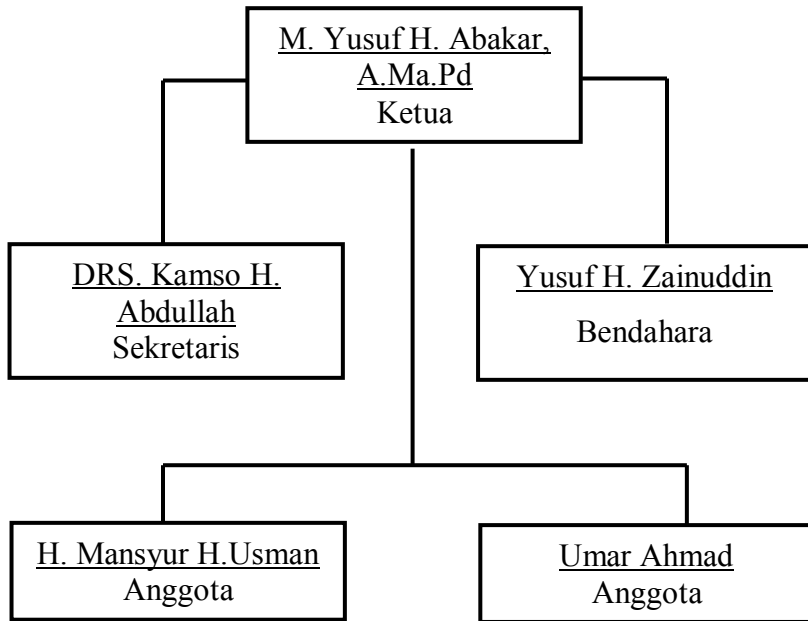 M. Yusuf H. Abakar,
A.Ma.Pd
Ketua
DRS. Kamso H.
Abdullah
Sekretaris
Yusuf H. Zainuddin
Bendahara
H. Mansyur H.Usman
Anggota
Umar Ahmad
Anggota